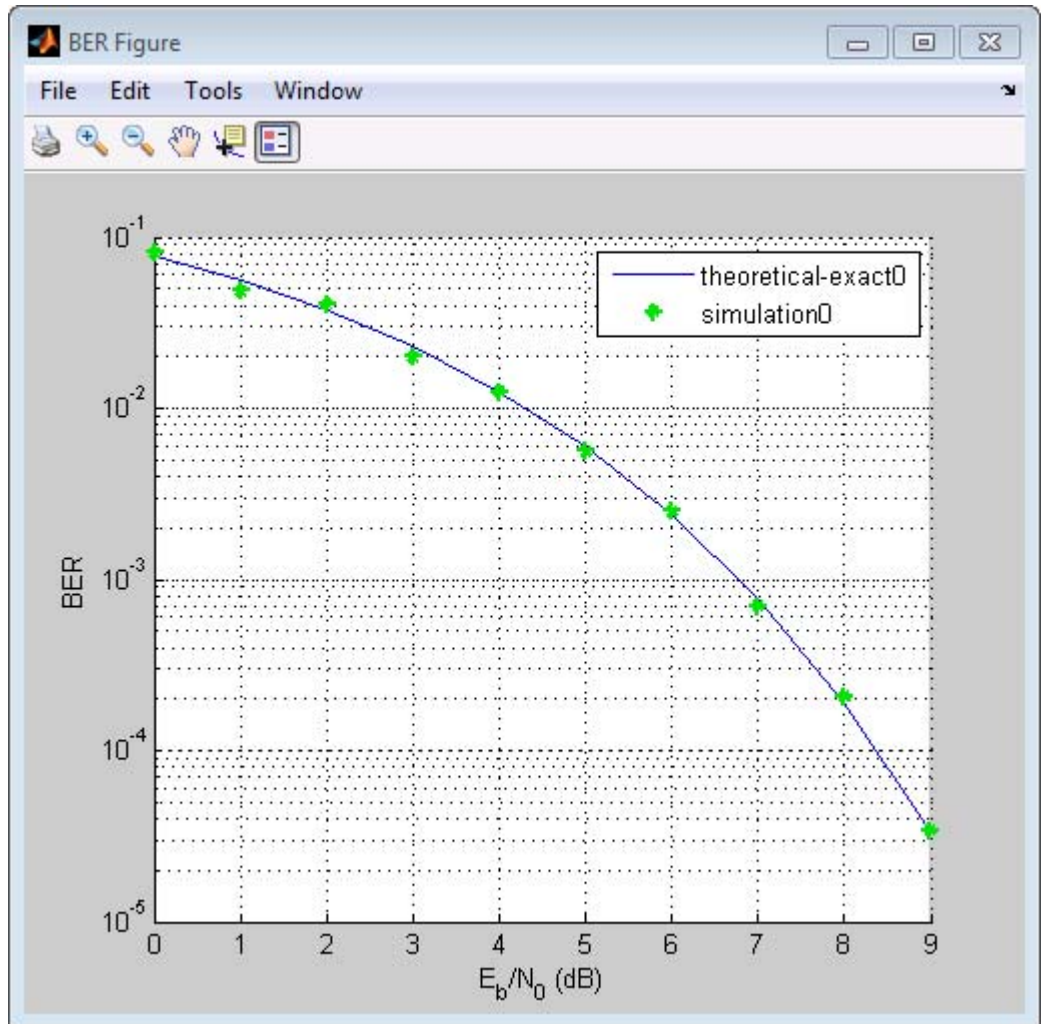 BER Figure
File Edit Tools Window
theoretical-exact0
simulation0
10^-1
10^-2
10^-3
10^-4
10^-5
BER
0 1 2 3 4 5 6 7 8 9
E_b/N_0 (dB)